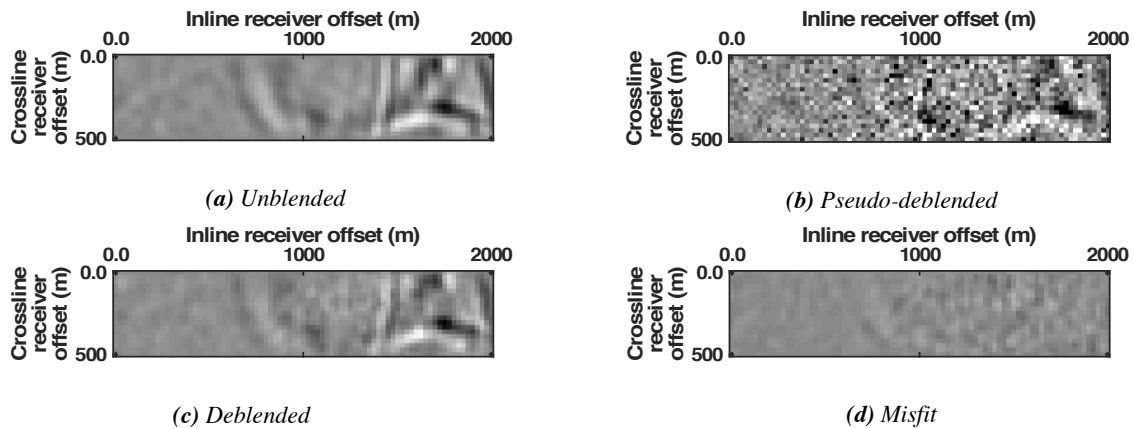 Inline receiver offset (m)
0.0 1000 2000
Crossline
receiver
offset (m)
0.0
500
(a) Unblended
Inline receiver offset (m)
0.0 1000 2000
Crossline
receiver
offset (m)
0.0
500
(b) Pseudo-deblended
Inline receiver offset (m)
0.0 1000 2000
Crossline
receiver
offset (m)
0.0
500
(c) Deblended
Inline receiver offset (m)
0.0 1000 2000
Crossline
receiver
offset (m)
0.0
500
(d) Misfit